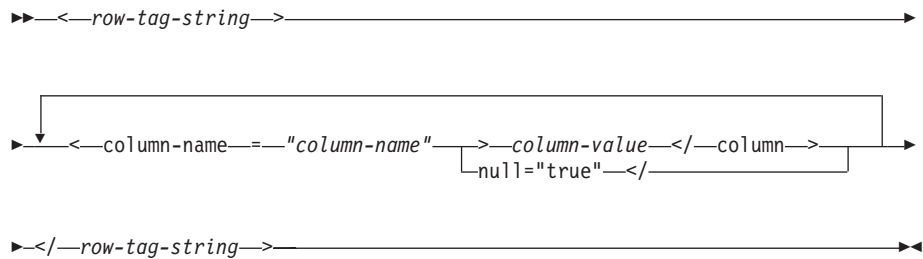 <row-tag-string>
<column-name="column-name">column-value</column>
null="true"</
</row-tag-string>